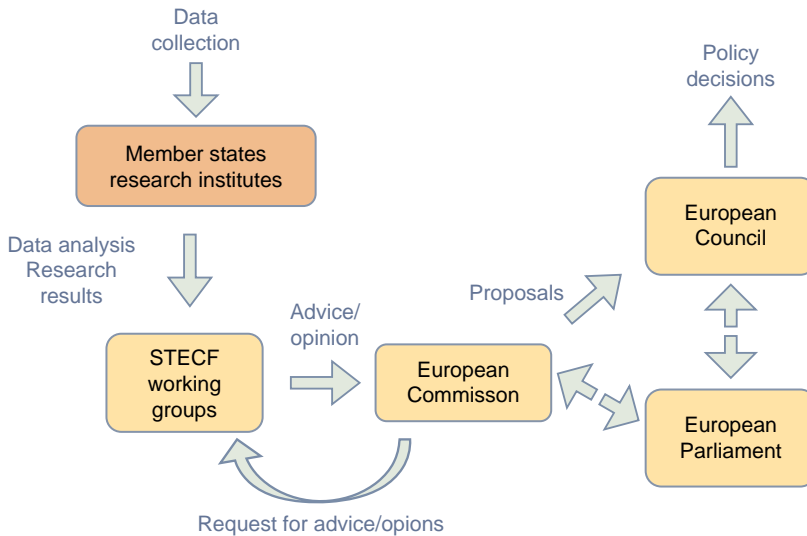 Data
collection
Policy
decisions
Member states
research institutes
European
Council
Data analysis
Research
results
Proposals
Advice/
opinion
STECF
working
groups
European
Commisson
European
Parliament
Request for advice/opions